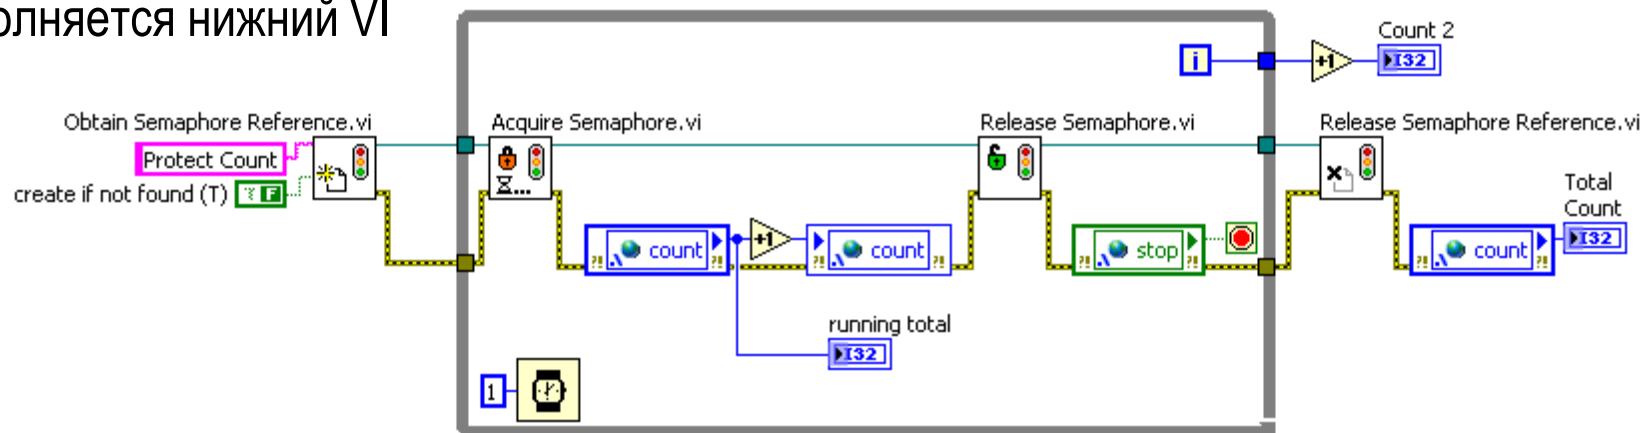 олняется нижний VI
Count 2
i
+1
I32
Obtain Semaphore Reference.vi
Acquire Semaphore.vi
Release Semaphore.vi
Release Semaphore Reference.vi
Protect Count
create if not found (T)
F
Total
Count
count
+1
count
stop
count
I32
running total
I32
1